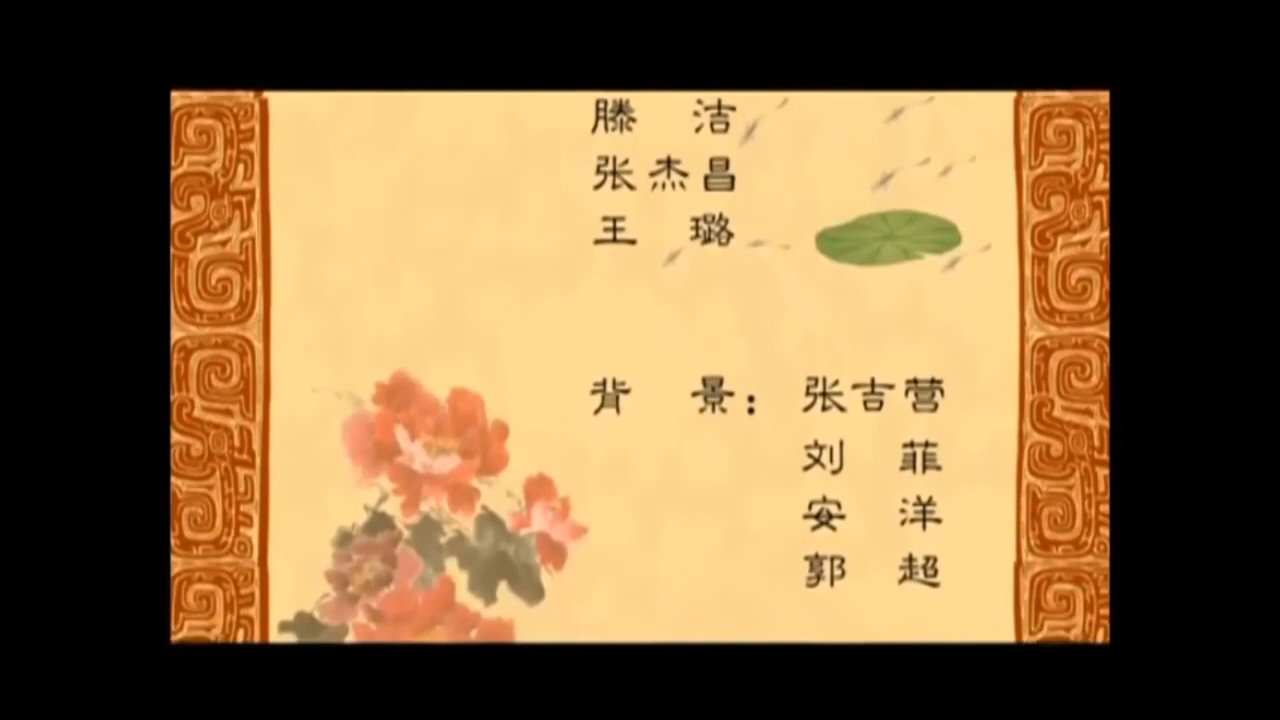 滕 洁
张杰昌
王 璐
背 景：张吉营
刘 菲
安 洋
郭 超